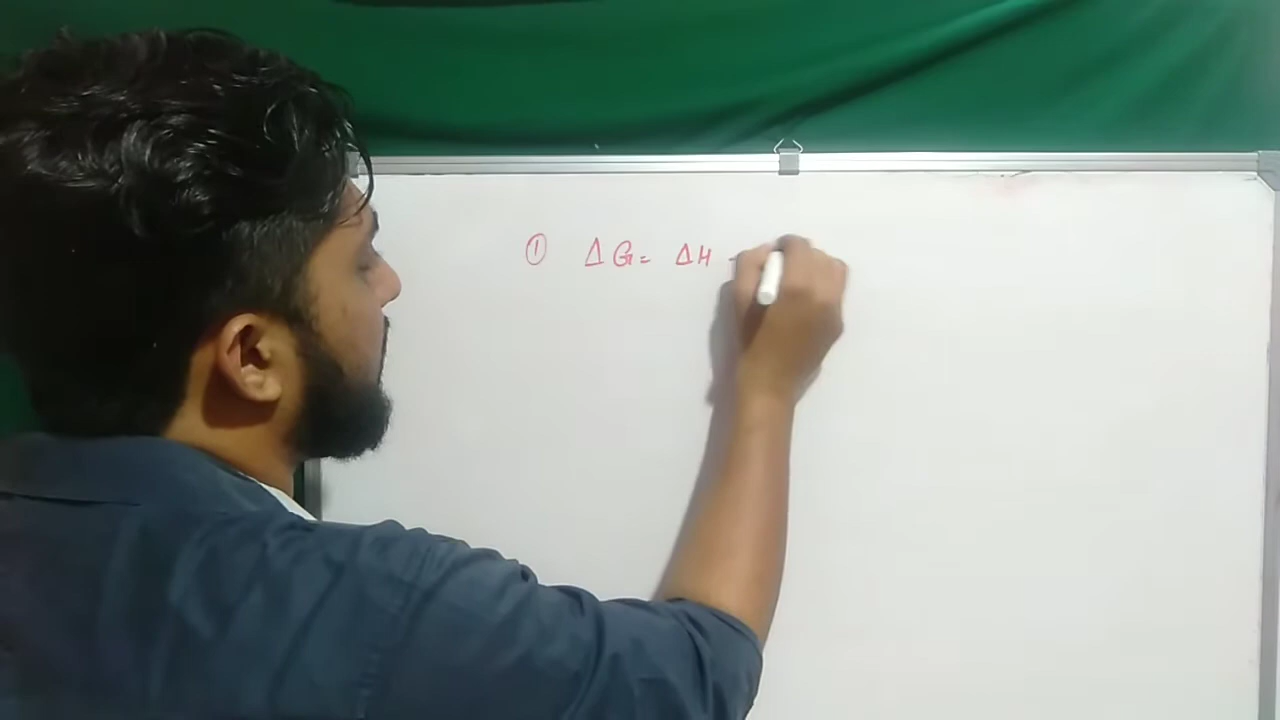 ① ΔG = ΔH -